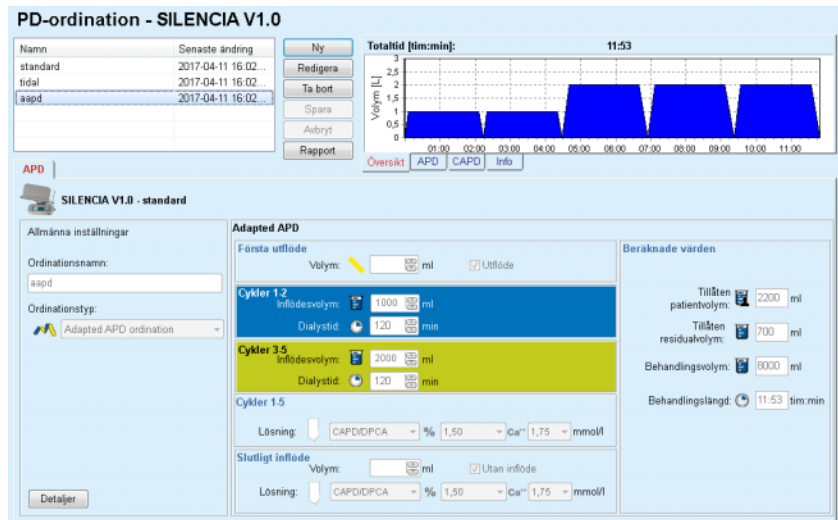 PD-ordination - SILENCIA V1.0
Namn Senaste ändring
standard 2017-04-11 16:02...
tidal 2017-04-11 16:02...
aapd 2017-04-11 16:02...
Ny
Redigera
Ta bort
Spara
Avbryt
Rapport
Totaltid [tim:min]: 11:53
Volym [L]
3
2,5
2
1,5
1
0,5
0
01:00 02:00 03:00 04:00 05:00 06:00 07:00 08:00 09:00 10:00 11:00
Översikt APD CAPD Info
APD
SILENCIA V1.0 - standard
Allmänna inställningar
Ordinationsnamn:
aapd
Ordinationstyp:
Adapted APD ordination
Detaljer
Adapted APD
Första utflöde
Volym: ml Utflöde
Cykler 1-2
Inflödesvolym: 1000 ml
Dialystid: 120 min
Cykler 3-5
Inflödesvolym: 2000 ml
Dialystid: 120 min
Cykler 1-5
Lösning: CAPD/DPCA % 1,50 Ca⁺⁺ 1,75 mmol/l
Slutligt inflöde
Volym: ml Utan inflöde
Lösning: CAPD/DPCA % 1,50 Ca⁺⁺ 1,75 mmol/l
Beräknade värden
Tillåten
patientvolym: 2200 ml
Tillåten
residualvolym: 700 ml
Behandlingsvolym: 8000 ml
Behandlingslängd: 11:53 tim:min